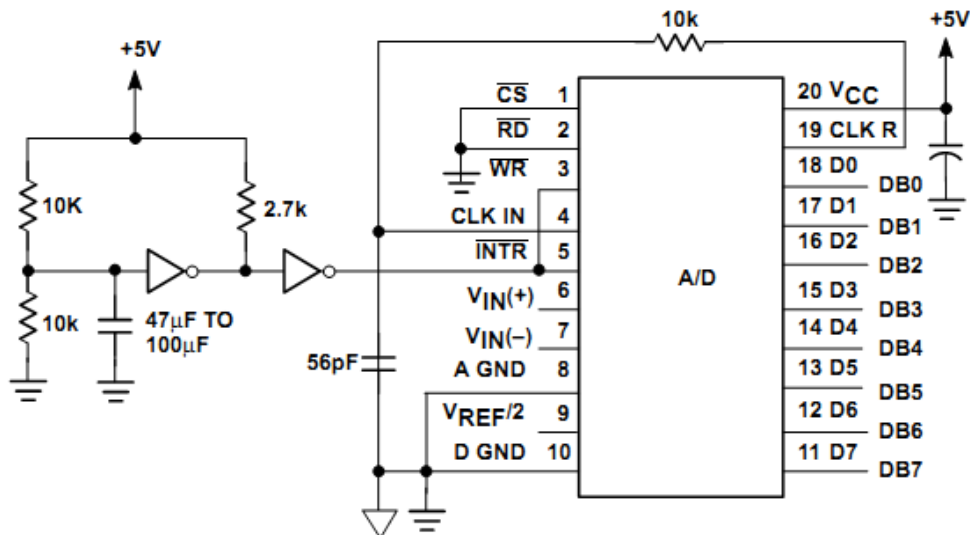 +5V
10K
10k
2.7k
47μF TO
100μF
56pF
10k
+5V
CS 1
RD 2
WR 3
CLK IN 4
INTR 5
VIN(+) 6
VIN(–) 7
A GND 8
VREF/2 9
D GND 10
A/D
20 VCC
19 CLK R
18 D0
DB0
17 D1
DB1
16 D2
DB2
15 D3
DB3
14 D4
DB4
13 D5
DB5
12 D6
DB6
11 D7
DB7